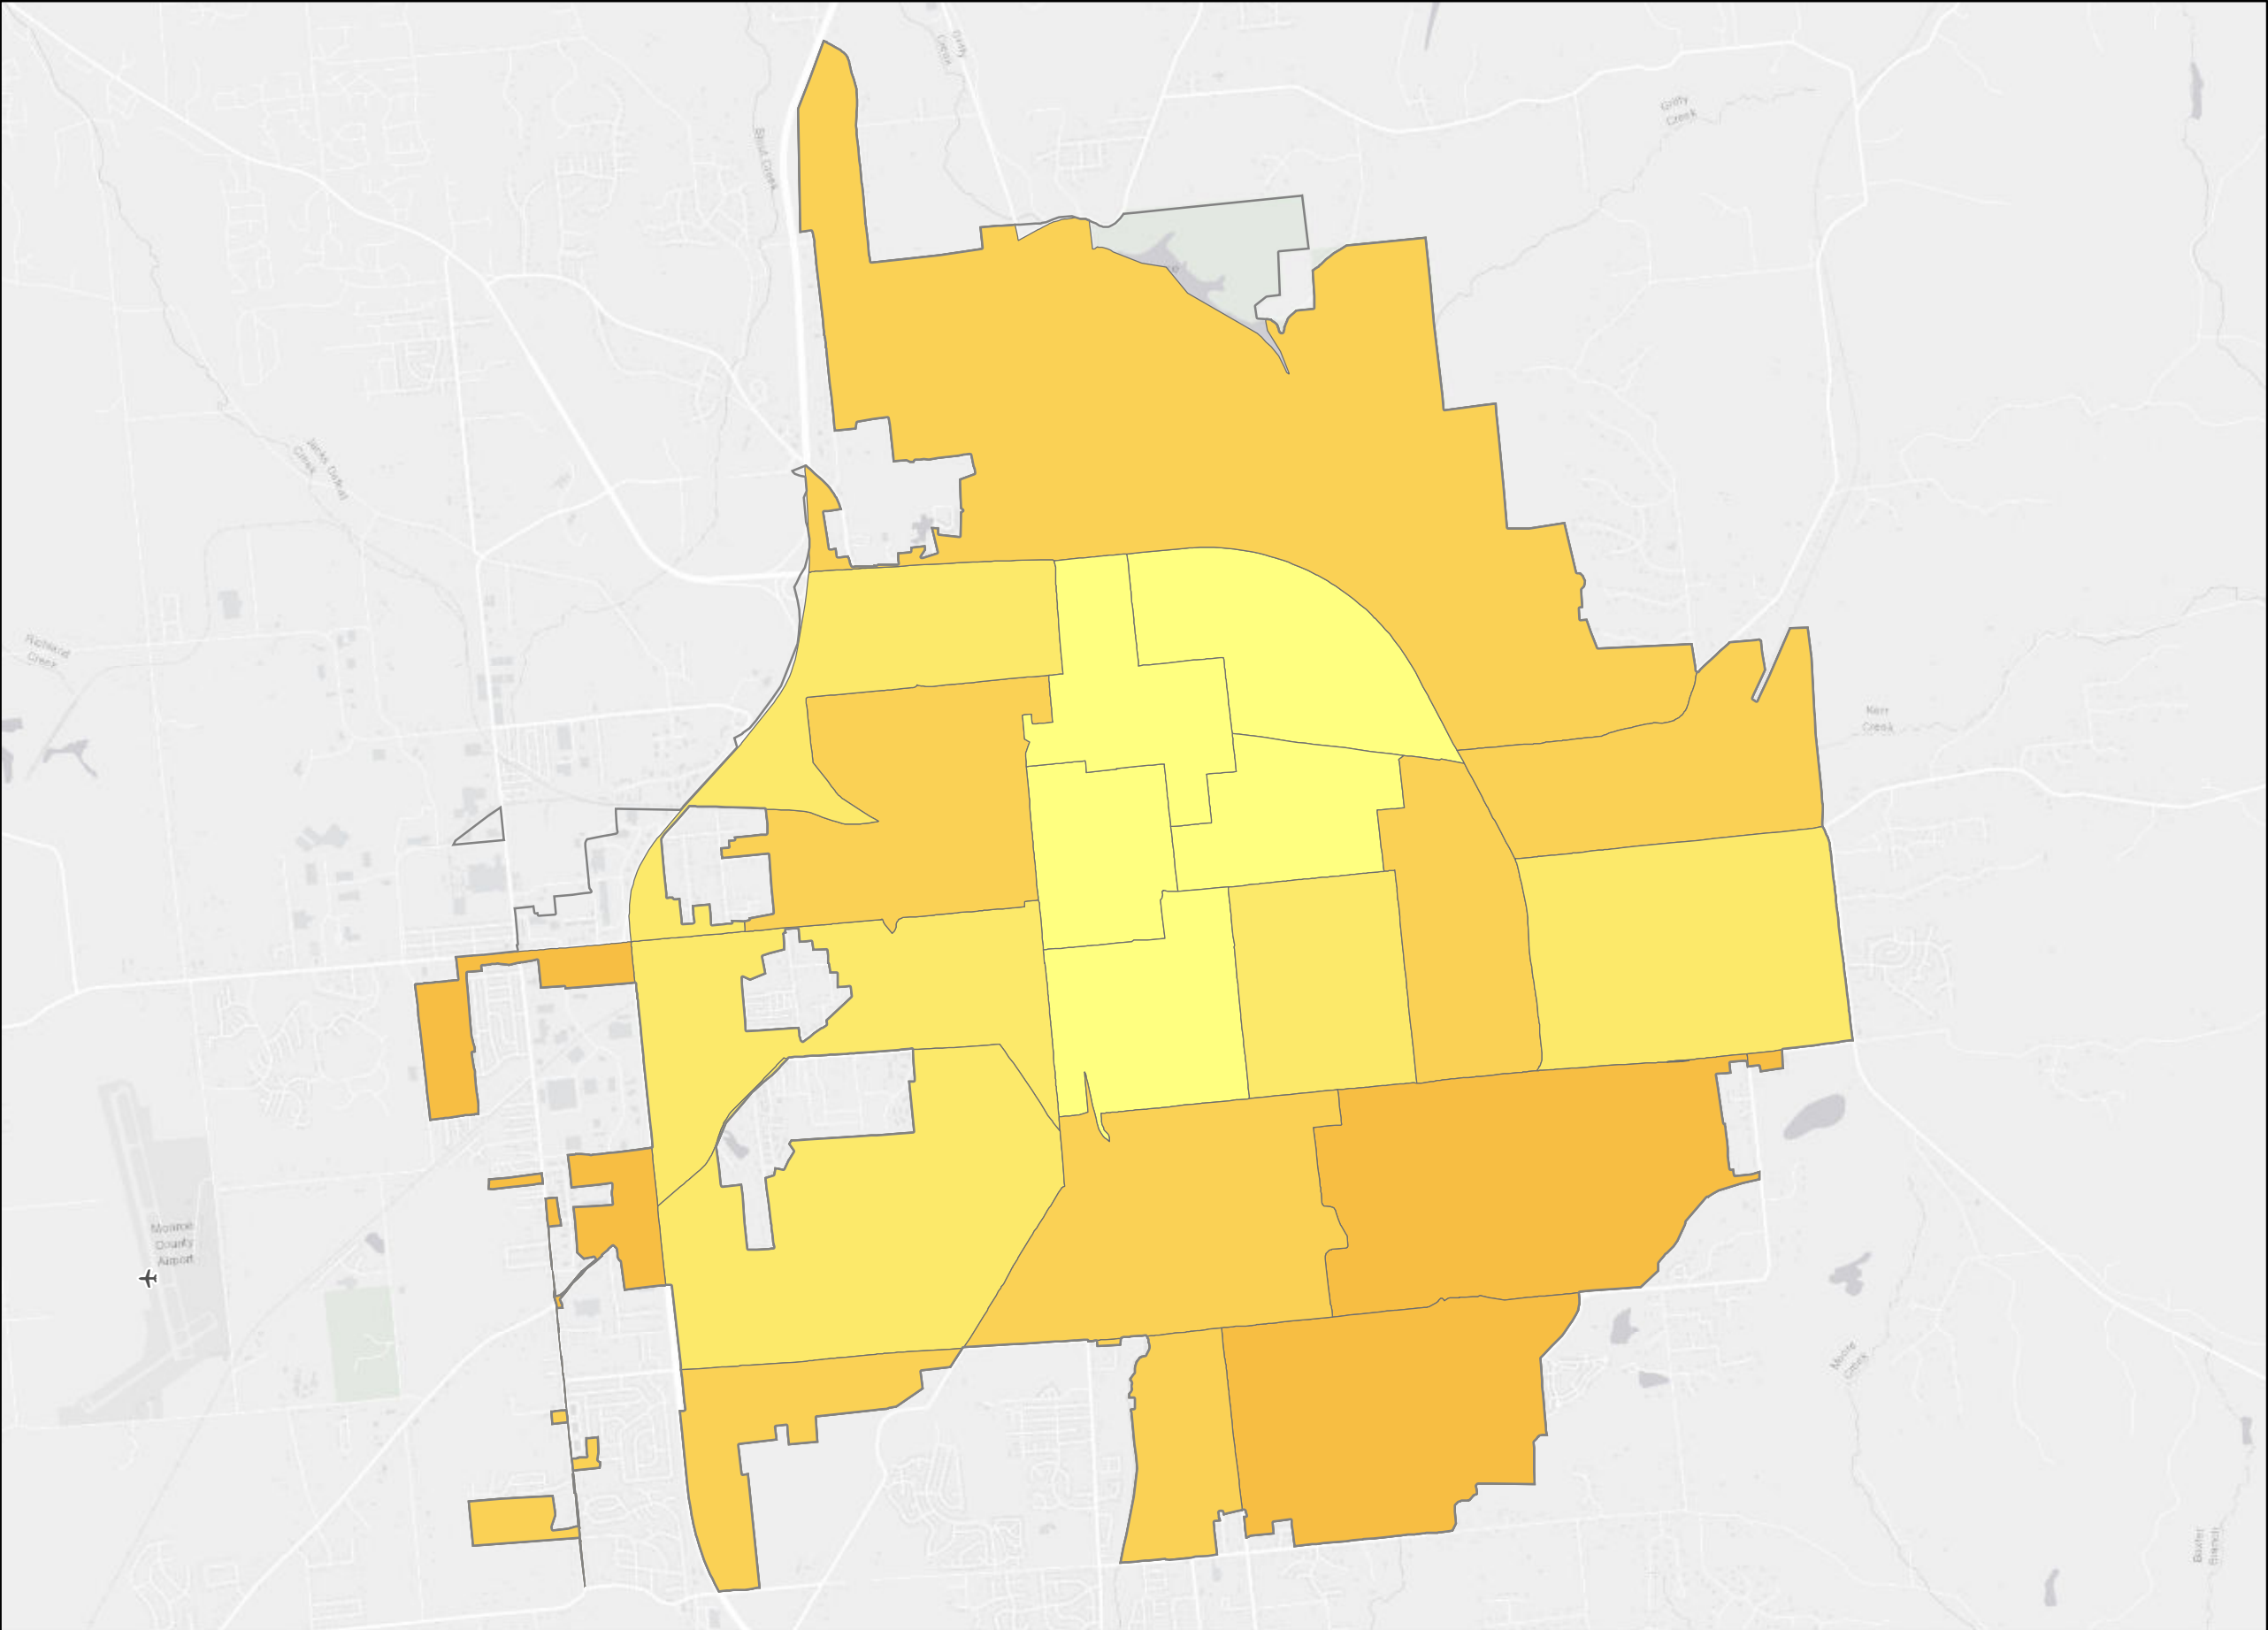 Griffy
Creek
Stout Creek
Griffy
Creek
Jacks Defeat
Creek
Richland
Creek
Kerr
Creek
Monroe
County
Airport
Moore
Creek
Baxter
Branch